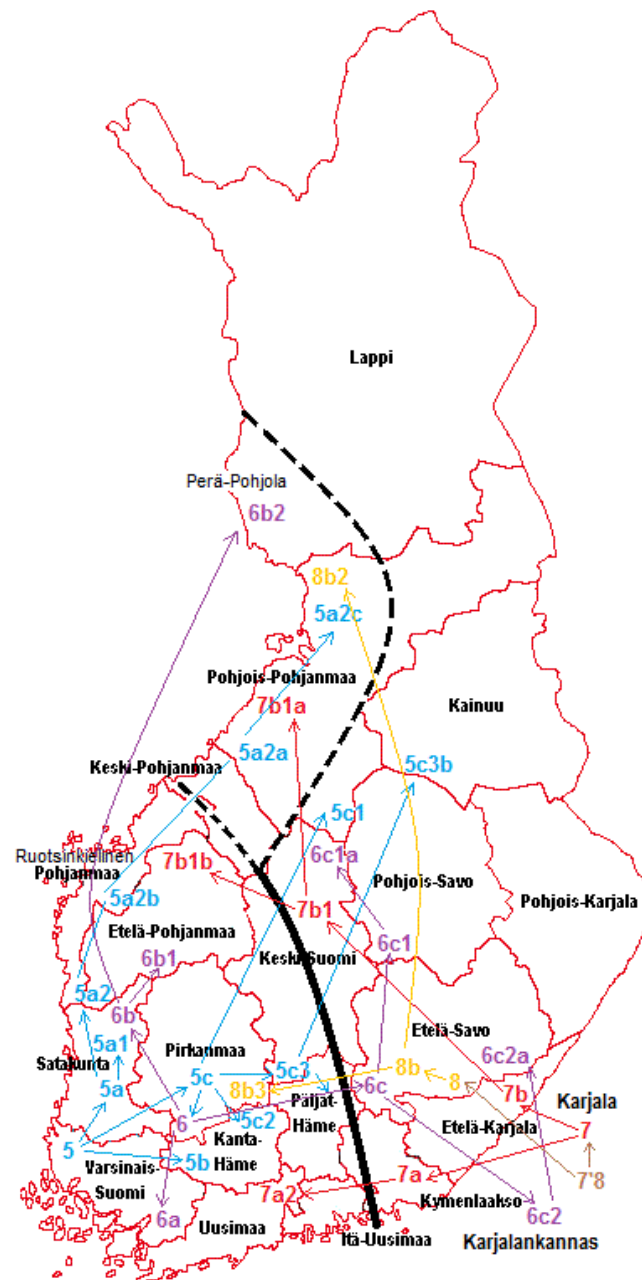 Lappi
Perä-Pohjola
6b2
8b2
5a2c
Pohjois-Pohjanmaa
7b1a
Kainuu
5a2a
Keski-Pohjanmaa
5c3b
5c1
Ruotsinkielinen
Pohjanmaa
7b1b
6c1a
Pohjois-Savo
5a2b
Pohjois-Karjala
7b1
Etelä-Pohjanmaa
6c1
6b1
Keski-Suomi
5a2
6b
Etelä-Savo
5a1
Satakunta
Pirkanmaa
6c2a
5a
5c
5c3
8b
8
8b3
6c
7b
Karjala
Päijät-
Häme
6
5c2
Etelä-Karjala
7
5
Kanta-
Häme
Varsinais-
Suomi
5b
7a
7'8
7a2
Kymenlaakso
6a
6c2
Uusimaa
Itä-Uusimaa
Karjalankannas